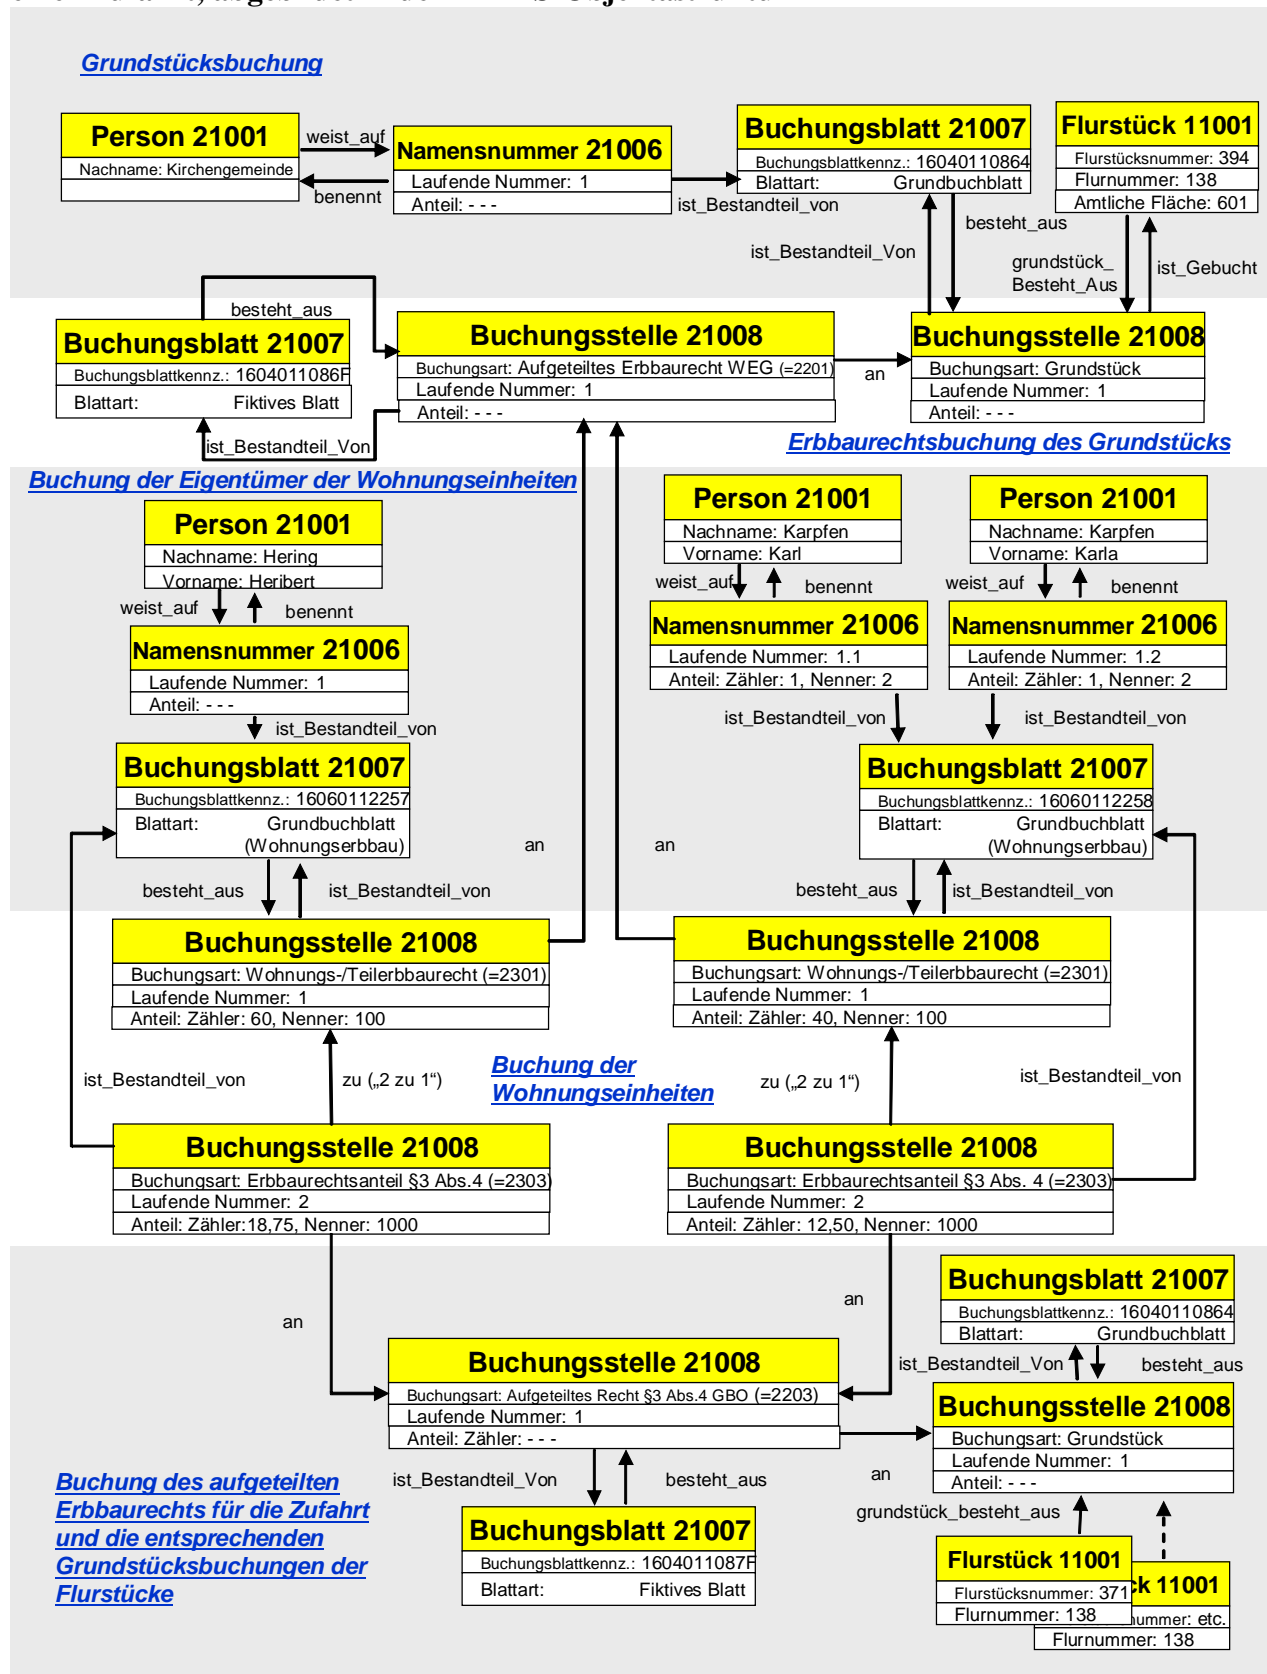 Grundstücksbuchung
Person 21001
Nachname: Kirchengemeinde
weist_auf
benennt
Namensnummer 21006
Laufende Nummer: 1
Anteil: - - -
ist_Bestandteil_von
Buchungsblatt 21007
Buchungsblattkennz.: 16040110864
Blattart: Grundbuchblatt
Flurstück 11001
Flurstücksnummer: 394
Flurnummer: 138
Amtliche Fläche: 601
ist_Bestandteil_Von
besteht_aus
grundstück_
Besteht_Aus
ist_Gebucht
besteht_aus
Buchungsblatt 21007
Buchungsblattkennz.: 1604011086F
Blattart: Fiktives Blatt
ist_Bestandteil_Von
Buchungsstelle 21008
Buchungsart: Aufgeteiltes Erbbaurecht WEG (=2201)
Laufende Nummer: 1
Anteil: - - -
an
Buchungsstelle 21008
Buchungsart: Grundstück
Laufende Nummer: 1
Anteil: - - -
Erbbaurechtsbuchung des Grundstücks
Buchung der Eigentümer der Wohnungseinheiten
Person 21001
Nachname: Hering
Vorname: Heribert
weist_auf
benennt
Namensnummer 21006
Laufende Nummer: 1
Anteil: - - -
ist_Bestandteil_von
Buchungsblatt 21007
Buchungsblattkennz.: 16060112257
Blattart: Grundbuchblatt
(Wohnungserbbau)
besteht_aus
ist_Bestandteil_von
an
Person 21001
Nachname: Karpfen
Vorname: Karl
weist_auf
benennt
Namensnummer 21006
Laufende Nummer: 1.1
Anteil: Zähler: 1, Nenner: 2
ist_Bestandteil_von
Person 21001
Nachname: Karpfen
Vorname: Karla
weist_auf
benennt
Namensnummer 21006
Laufende Nummer: 1.2
Anteil: Zähler: 1, Nenner: 2
ist_Bestandteil_von
Buchungsblatt 21007
Buchungsblattkennz.: 16060112258
Blattart: Grundbuchblatt
(Wohnungserbbau)
an
besteht_aus
ist_Bestandteil_von
Buchungsstelle 21008
Buchungsart: Wohnungs-/Teilerbbaurecht (=2301)
Laufende Nummer: 1
Anteil: Zähler: 60, Nenner: 100
Buchungsstelle 21008
Buchungsart: Wohnungs-/Teilerbbaurecht (=2301)
Laufende Nummer: 1
Anteil: Zähler: 40, Nenner: 100
ist_Bestandteil_von
zu („2 zu 1“)
Buchung der
Wohnungseinheiten
zu („2 zu 1“)
ist_Bestandteil_von
Buchungsstelle 21008
Buchungsart: Erbbaurechtsanteil §3 Abs.4 (=2303)
Laufende Nummer: 2
Anteil: Zähler:18,75, Nenner: 1000
Buchungsstelle 21008
Buchungsart: Erbbaurechtsanteil §3 Abs. 4 (=2303)
Laufende Nummer: 2
Anteil: Zähler: 12,50, Nenner: 1000
an
an
Buchungsstelle 21008
Buchungsart: Aufgeteiltes Recht §3 Abs.4 GBO (=2203)
Laufende Nummer: 1
Anteil: Zähler: - - -
Buchungsblatt 21007
Buchungsblattkennz.: 16040110864
Blattart: Grundbuchblatt
ist_Bestandteil_Von
besteht_aus
Buchungsstelle 21008
Buchungsart: Grundstück
Laufende Nummer: 1
Anteil: - - -
an
grundstück_besteht_aus
ist_Bestandteil_Von
besteht_aus
Buchungsblatt 21007
Buchungsblattkennz.: 1604011087F
Blattart: Fiktives Blatt
Buchung des aufgeteilten
Erbbaurechts für die Zufahrt
und die entsprechenden
Grundstücksbuchungen der
Flurstücke
Flurstück 11001
Flurstücksnummer: 371
Flurnummer: 138
ck 11001
nummer: etc.
Flurnummer: 138